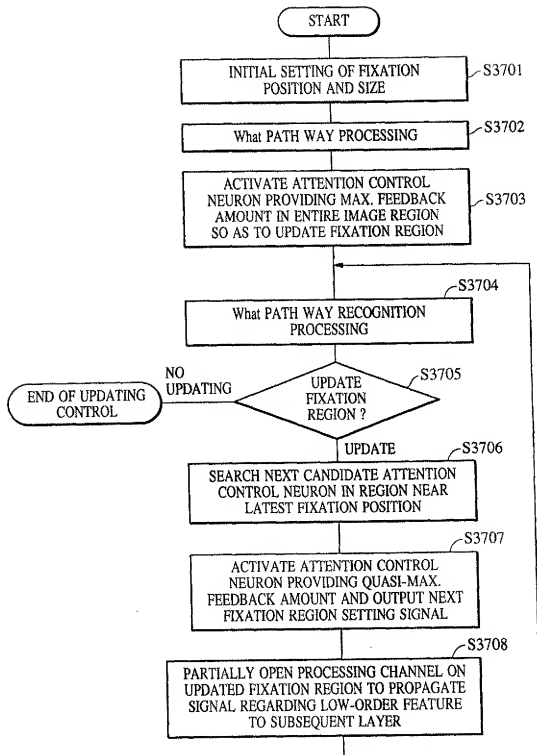 START
INITIAL SETTING OF FIXATION
POSITION AND SIZE
S3701
What PATH WAY PROCESSING
S3702
ACTIVATE ATTENTION CONTROL
NEURON PROVIDING MAX. FEEDBACK
AMOUNT IN ENTIRE IMAGE REGION
SO AS TO UPDATE FIXATION REGION
S3703
S3704
What PATH WAY RECOGNITION
PROCESSING
NO
UPDATING
S3705
UPDATE
FIXATION
REGION ?
END OF UPDATING
CONTROL
UPDATE
S3706
SEARCH NEXT CANDIDATE ATTENTION
CONTROL NEURON IN REGION NEAR
LATEST FIXATION POSITION
S3707
ACTIVATE ATTENTION CONTROL
NEURON PROVIDING QUASI-MAX.
FEEDBACK AMOUNT AND OUTPUT NEXT
FIXATION REGION SETTING SIGNAL
S3708
PARTIALLY OPEN PROCESSING CHANNEL ON
UPDATED FIXATION REGION TO PROPAGATE
SIGNAL REGARDING LOW-ORDER FEATURE
TO SUBSEQUENT LAYER